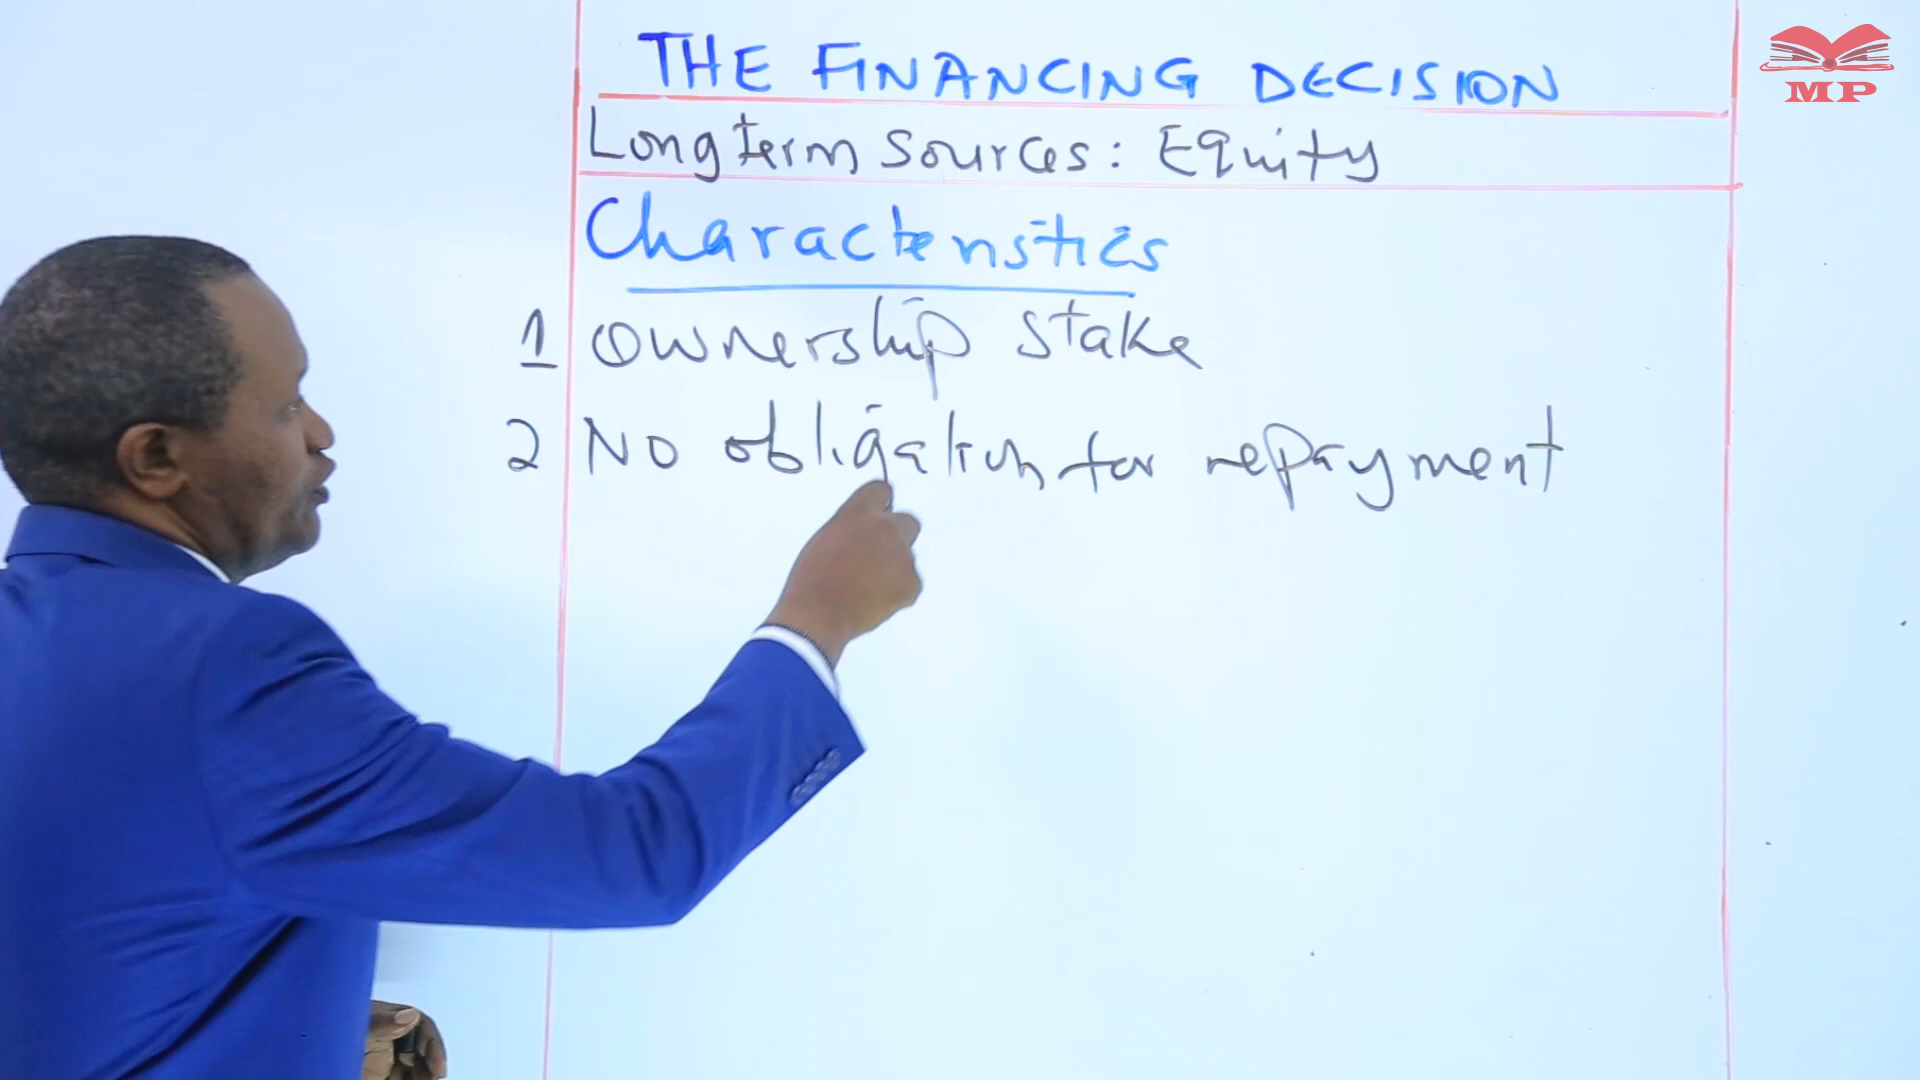 THE FINANCING DECISION
MP
Long term sources: Equity
Characteristics
1 Ownership stake
2 No obligation for repayment